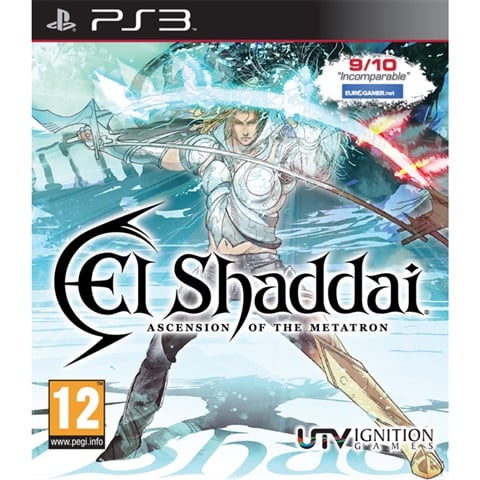 PS3
9/10
"Incomparable"
EUROGAMER.net
El Shaddai
ASCENSION OF THE METATRON
12
www.pegi.info
UTV IGNITION
GAMES